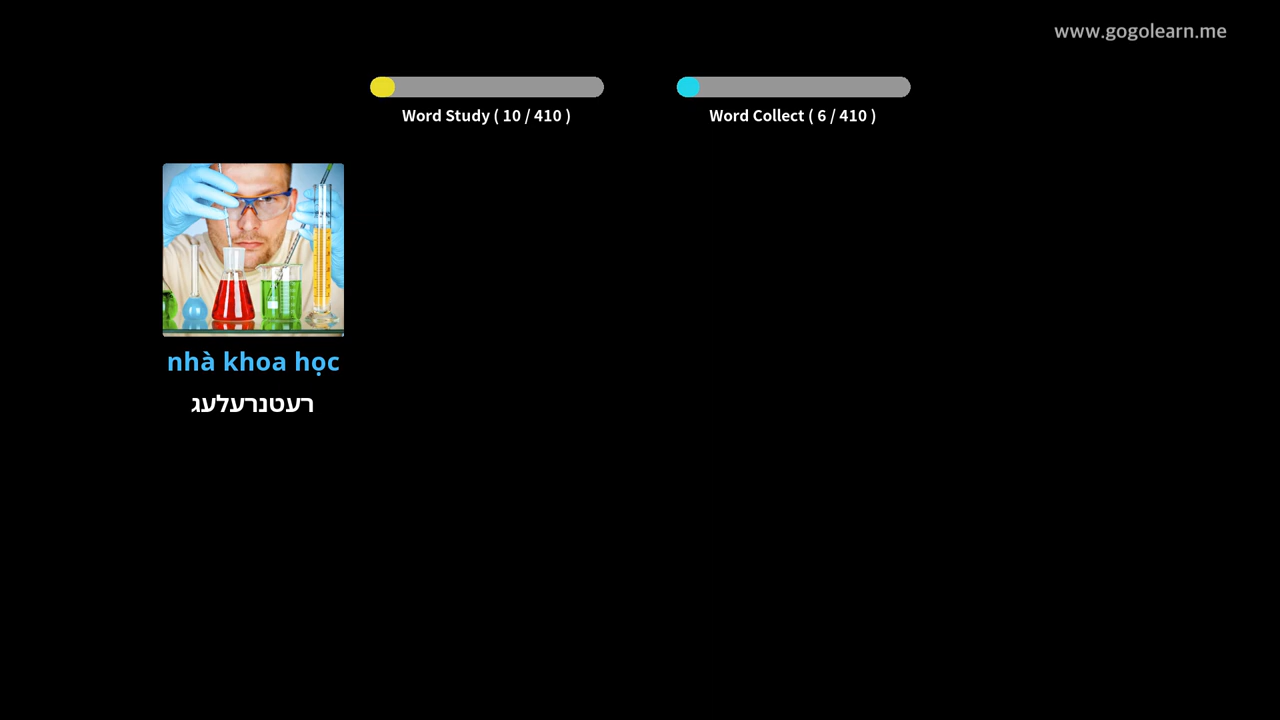 www.gogolearn.me
Word Study ( 10 / 410 )
Word Collect ( 6 / 410 )
nhà khoa học
רעטנרעלעג